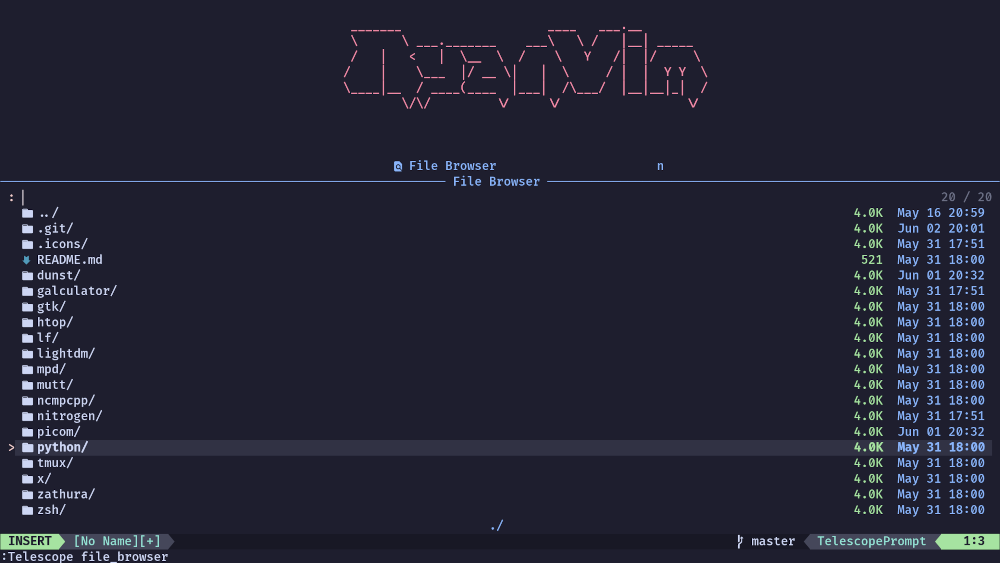 File Browser n
File Browser
: 20 / 20
../ 4.0K May 16 20:59
.git/ 4.0K Jun 02 20:01
.icons/ 4.0K May 31 17:51
README.md 521 May 31 18:00
dunst/ 4.0K Jun 01 20:32
galculator/ 4.0K May 31 17:51
gtk/ 4.0K May 31 18:00
htop/ 4.0K May 31 18:00
lf/ 4.0K May 31 18:00
lightdm/ 4.0K May 31 18:00
mpd/ 4.0K May 31 18:00
mutt/ 4.0K May 31 18:00
ncmpcpp/ 4.0K May 31 18:00
nitrogen/ 4.0K May 31 17:51
picom/ 4.0K Jun 01 20:32
> python/ 4.0K May 31 18:00
tmux/ 4.0K May 31 18:00
x/ 4.0K May 31 18:00
zathura/ 4.0K May 31 18:00
zsh/ 4.0K May 31 18:00
./
INSERT [No Name][+] master TelescopePrompt 1:3
:Telescope file_browser